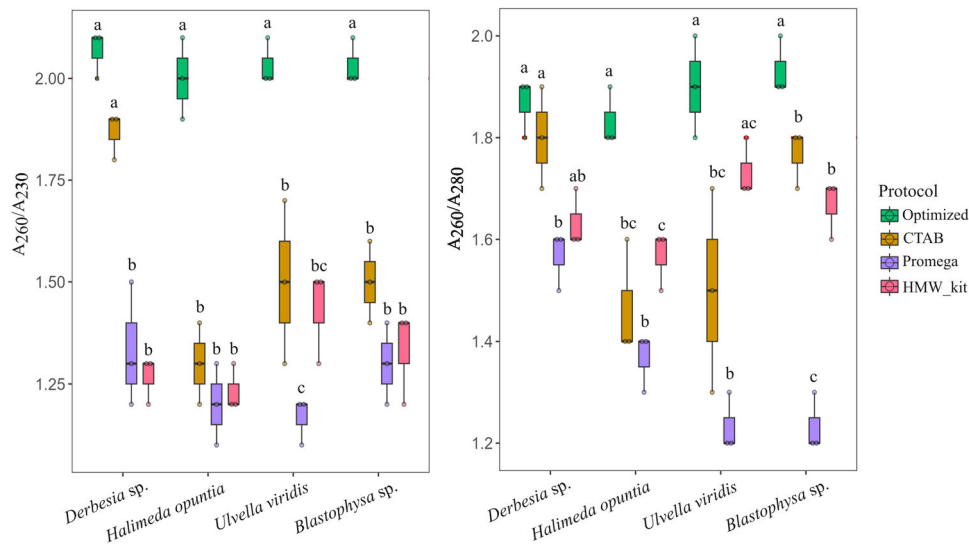 a
a
a
a
a
2.00
A260/A230
1.75
b
b
b
bc
1.50
b
b
b
b
b
b
b
c
1.25
Derbesia sp.
Halimeda opuntia
Ulvella viridis
Blastophysa sp.
2.0
a
a
a
a
a
ac
1.8
b
bc
A260/A280
ab
b
1.6
b
bc
c
1.4
b
b
c
1.2
Derbesia sp.
Halimeda opuntia
Ulvella viridis
Blastophysa sp.
Protocol
Optimized
CTAB
Promega
HMW_kit